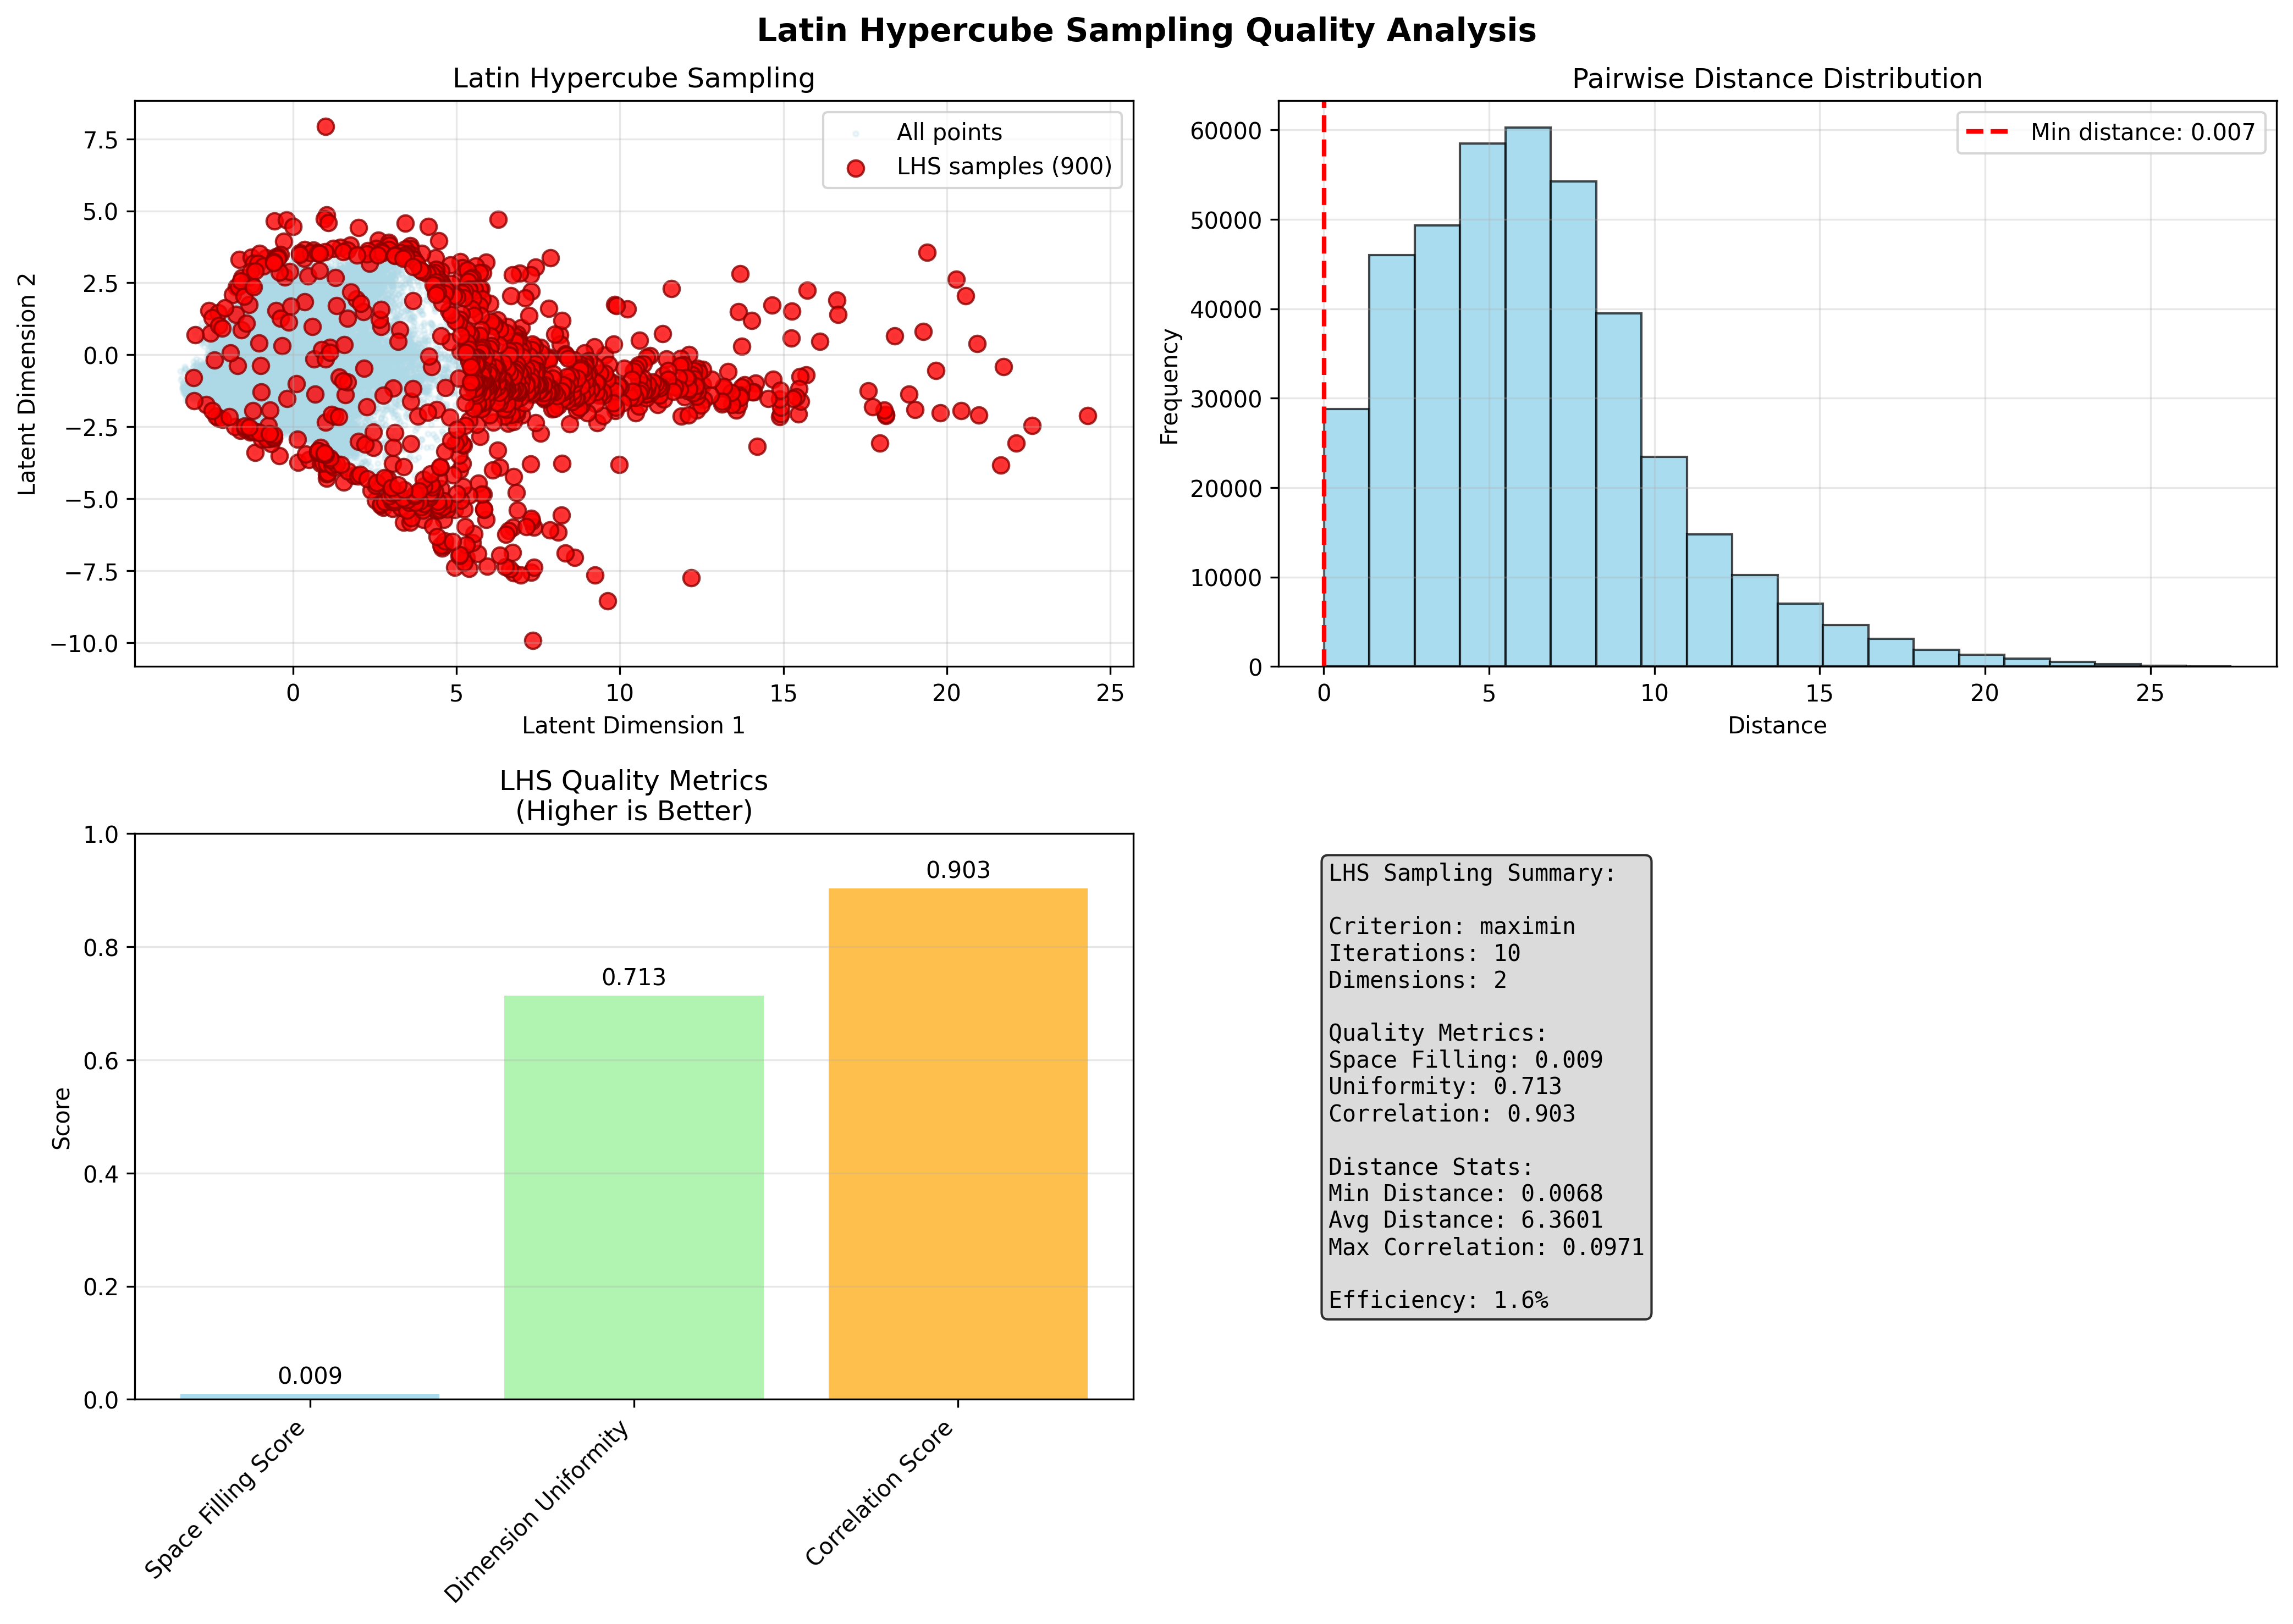 Latin Hypercube Sampling Quality Analysis
Latin Hypercube Sampling
All points
LHS samples (900)
Latent Dimension 2
7.5
5.0
2.5
0.0
−2.5
−5.0
−7.5
−10.0
0 5 10 15 20 25
Latent Dimension 1
Pairwise Distance Distribution
Min distance: 0.007
Frequency
60000
50000
40000
30000
20000
10000
0
0 5 10 15 20 25
Distance
LHS Quality Metrics
(Higher is Better)
Score
1.0
0.8
0.6
0.4
0.2
0.0
0.009
0.713
0.903
Space Filling Score
Dimension Uniformity
Correlation Score
LHS Sampling Summary:
Criterion: maximin
Iterations: 10
Dimensions: 2
Quality Metrics:
Space Filling: 0.009
Uniformity: 0.713
Correlation: 0.903
Distance Stats:
Min Distance: 0.0068
Avg Distance: 6.3601
Max Correlation: 0.0971
Efficiency: 1.6%